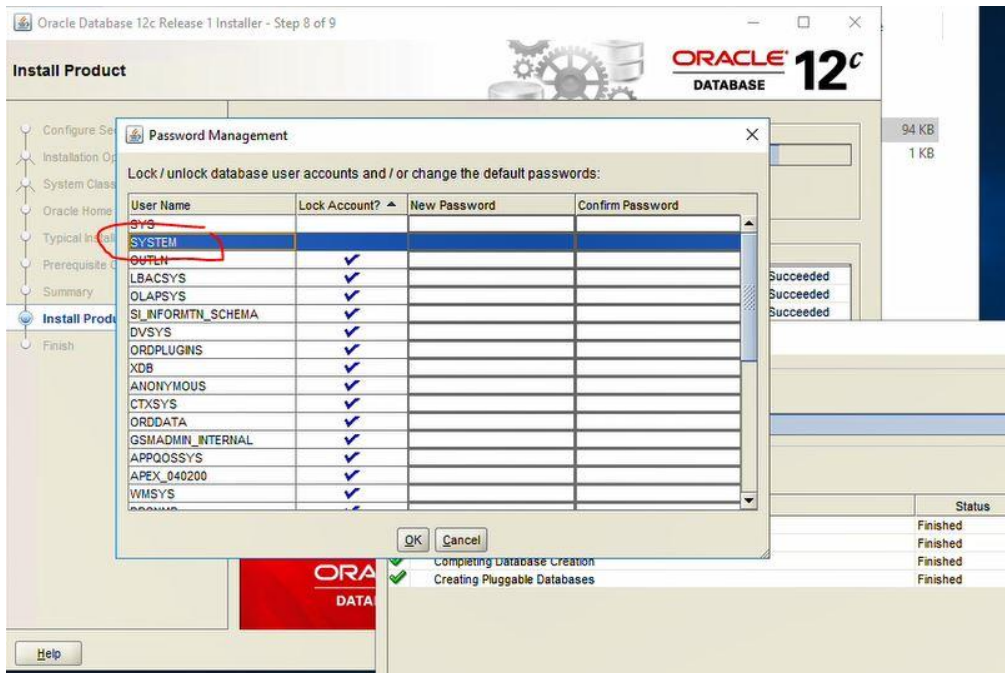 Oracle Database 12c Release 1 Installer - Step 8 of 9
Install Product
ORACLE 12c
DATABASE
Configure Se
Installation Op
System Class
Oracle Home
Typical Install
Prerequisite C
Summary
Install Produ
Finish
94 KB
1 KB
Password Management
Lock / unlock database user accounts and / or change the default passwords:
User Name Lock Account? New Password Confirm Password
SYS
SYSTEM
OUTLN
LBACSYS
OLAPSYS
SI_INFORMTN_SCHEMA
DVSYS
ORDPLUGINS
XDB
ANONYMOUS
CTXSYS
ORDDATA
GSMADMIN_INTERNAL
APPQOSSYS
APEX_040200
WMSYS
OK Cancel
Succeeded
Succeeded
Succeeded
Status
Finished
Finished
Completing Database Creation Finished
Creating Pluggable Databases Finished
ORA
DATA
Help